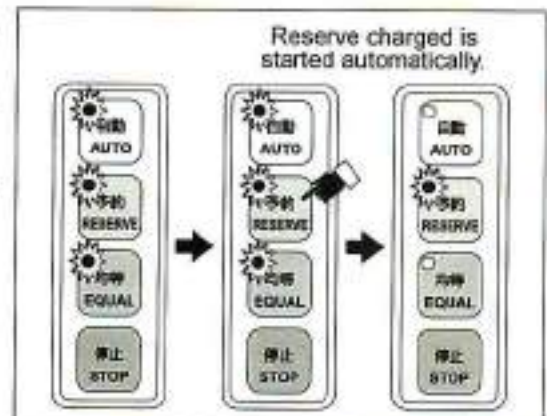 Reserve charged is
started automatically.
自動
AUTO
予約
RESERVE
均等
EQUAL
停止
STOP
自動
AUTO
予約
RESERVE
均等
EQUAL
停止
STOP
自動
AUTO
予約
RESERVE
均等
EQUAL
停止
STOP